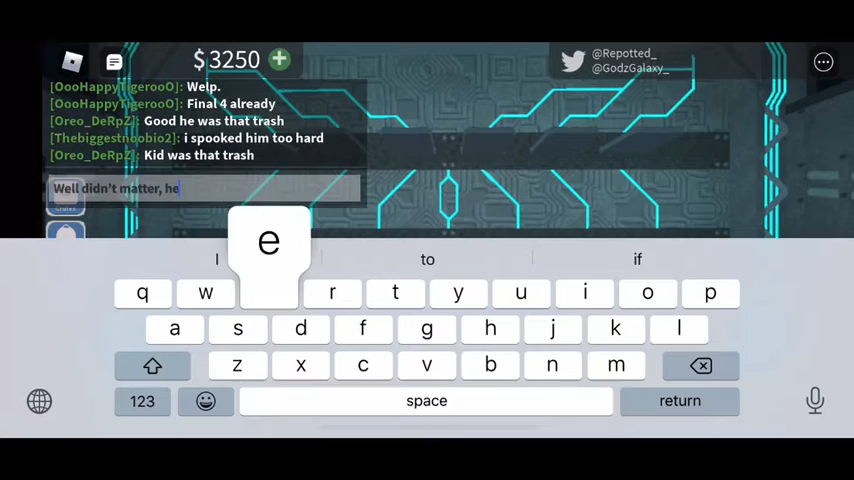 $ 3250
@Repotted_
@GodzGalaxy_
[OooHappyTigerooO]: Welp.
[OooHappyTigerooO]: Final 4 already
[Oreo_DeRpZ]: Good he was that trash
[Thebiggestnoobio2]: i spooked him too hard
[Oreo_DeRpZ]: Kid was that trash
Well didn't matter, he
I to if
e
q w r t y u i o p
a s d f g h j k l
z x c v b n m
123 space return